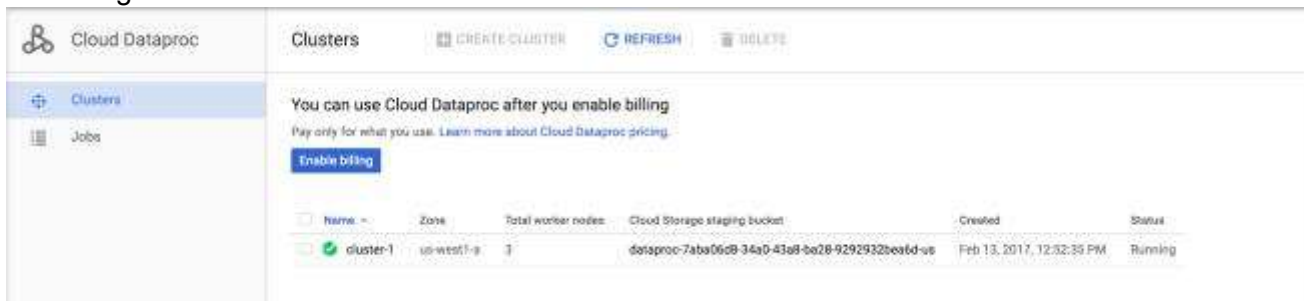 Cloud Dataproc
Clusters
CREATE CLUSTER
REFRESH
DELETE
Clusters
Jobs
You can use Cloud Dataproc after you enable billing
Pay only for what you use. Learn more about Cloud Dataproc pricing.
Enable billing
Name Zone Total worker nodes Cloud Storage staging bucket Created Status
cluster-1 us-west1-a 3 dataproc-7aba06d8-34a0-43a8-ba28-9292932bea6d-us Feb 13, 2017, 12:52:35 PM Running